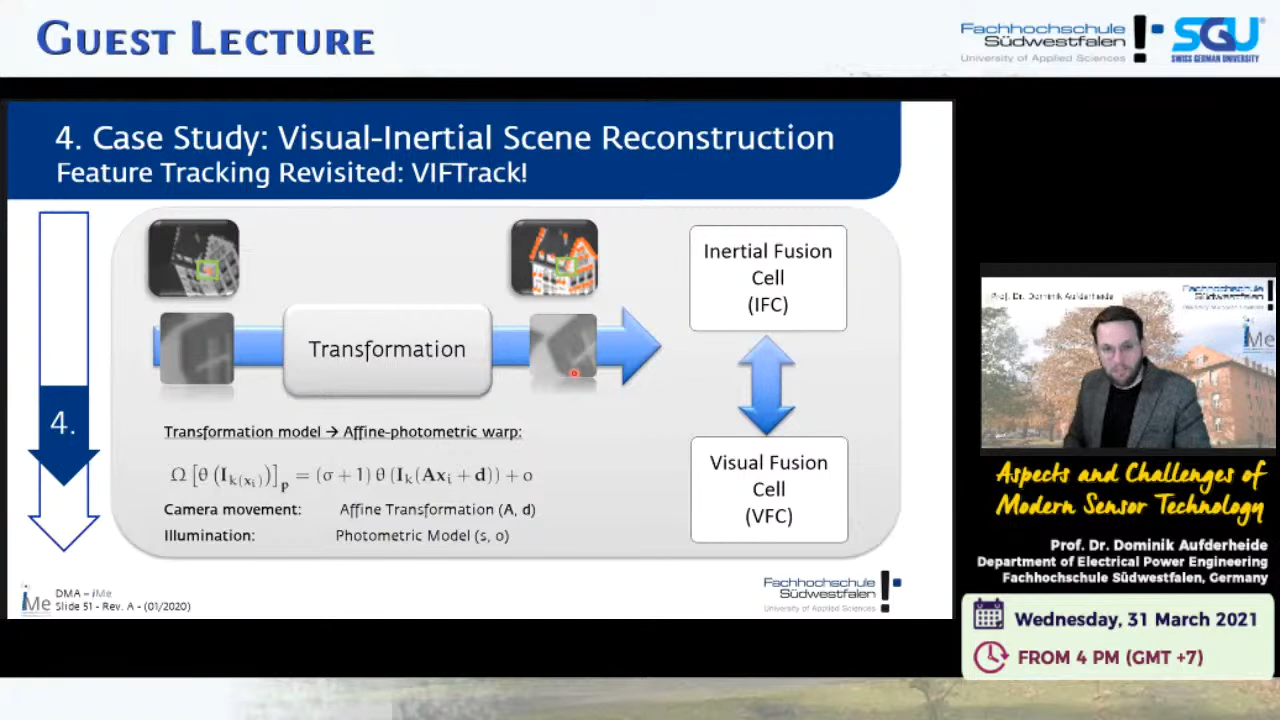 Guest Lecture
Fachhochschule
Südwestfalen
University of Applied Sciences
SGU
SWISS GERMAN UNIVERSITY
4. Case Study: Visual-Inertial Scene Reconstruction
Feature Tracking Revisited: VIFTrack!
4.
Transformation
Transformation model → Affine-photometric warp:
Ω [θ (I_k(x_i))]_p = (σ + 1) θ (I_k(Ax_i + d)) + o
Camera movement: Affine Transformation (A, d)
Illumination: Photometric Model (s, o)
Inertial Fusion
Cell
(IFC)
Visual Fusion
Cell
(VFC)
iMe
DMA – iMe
Slide 51 - Rev. A - (01/2020)
Fachhochschule
Südwestfalen
University of Applied Sciences
Prof. Dr. Dominik Aufderheide
Fachhochschule
Südwestfalen
iMe
Aspects and Challenges of
Modern Sensor Technology
Prof. Dr. Dominik Aufderheide
Department of Electrical Power Engineering
Fachhochschule Südwestfalen, Germany
Wednesday, 31 March 2021
FROM 4 PM (GMT +7)